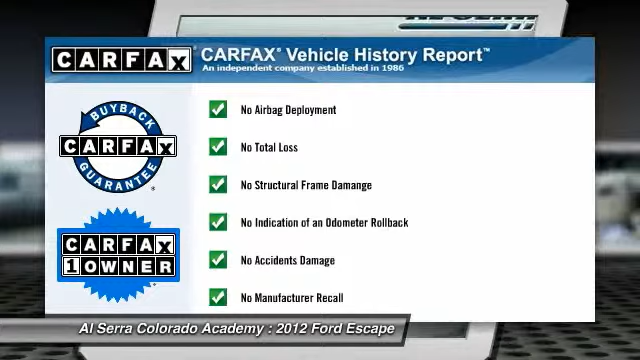 CARFAX
CARFAX® Vehicle History Report™
An independent company established in 1986
BUYBACK
CARFAX
GUARANTEE
CARFAX
1 OWNER
No Airbag Deployment
No Total Loss
No Structural Frame Damange
No Indication of an Odometer Rollback
No Accidents Damage
No Manufacturer Recall
Al Serra Colorado Academy : 2012 Ford Escape